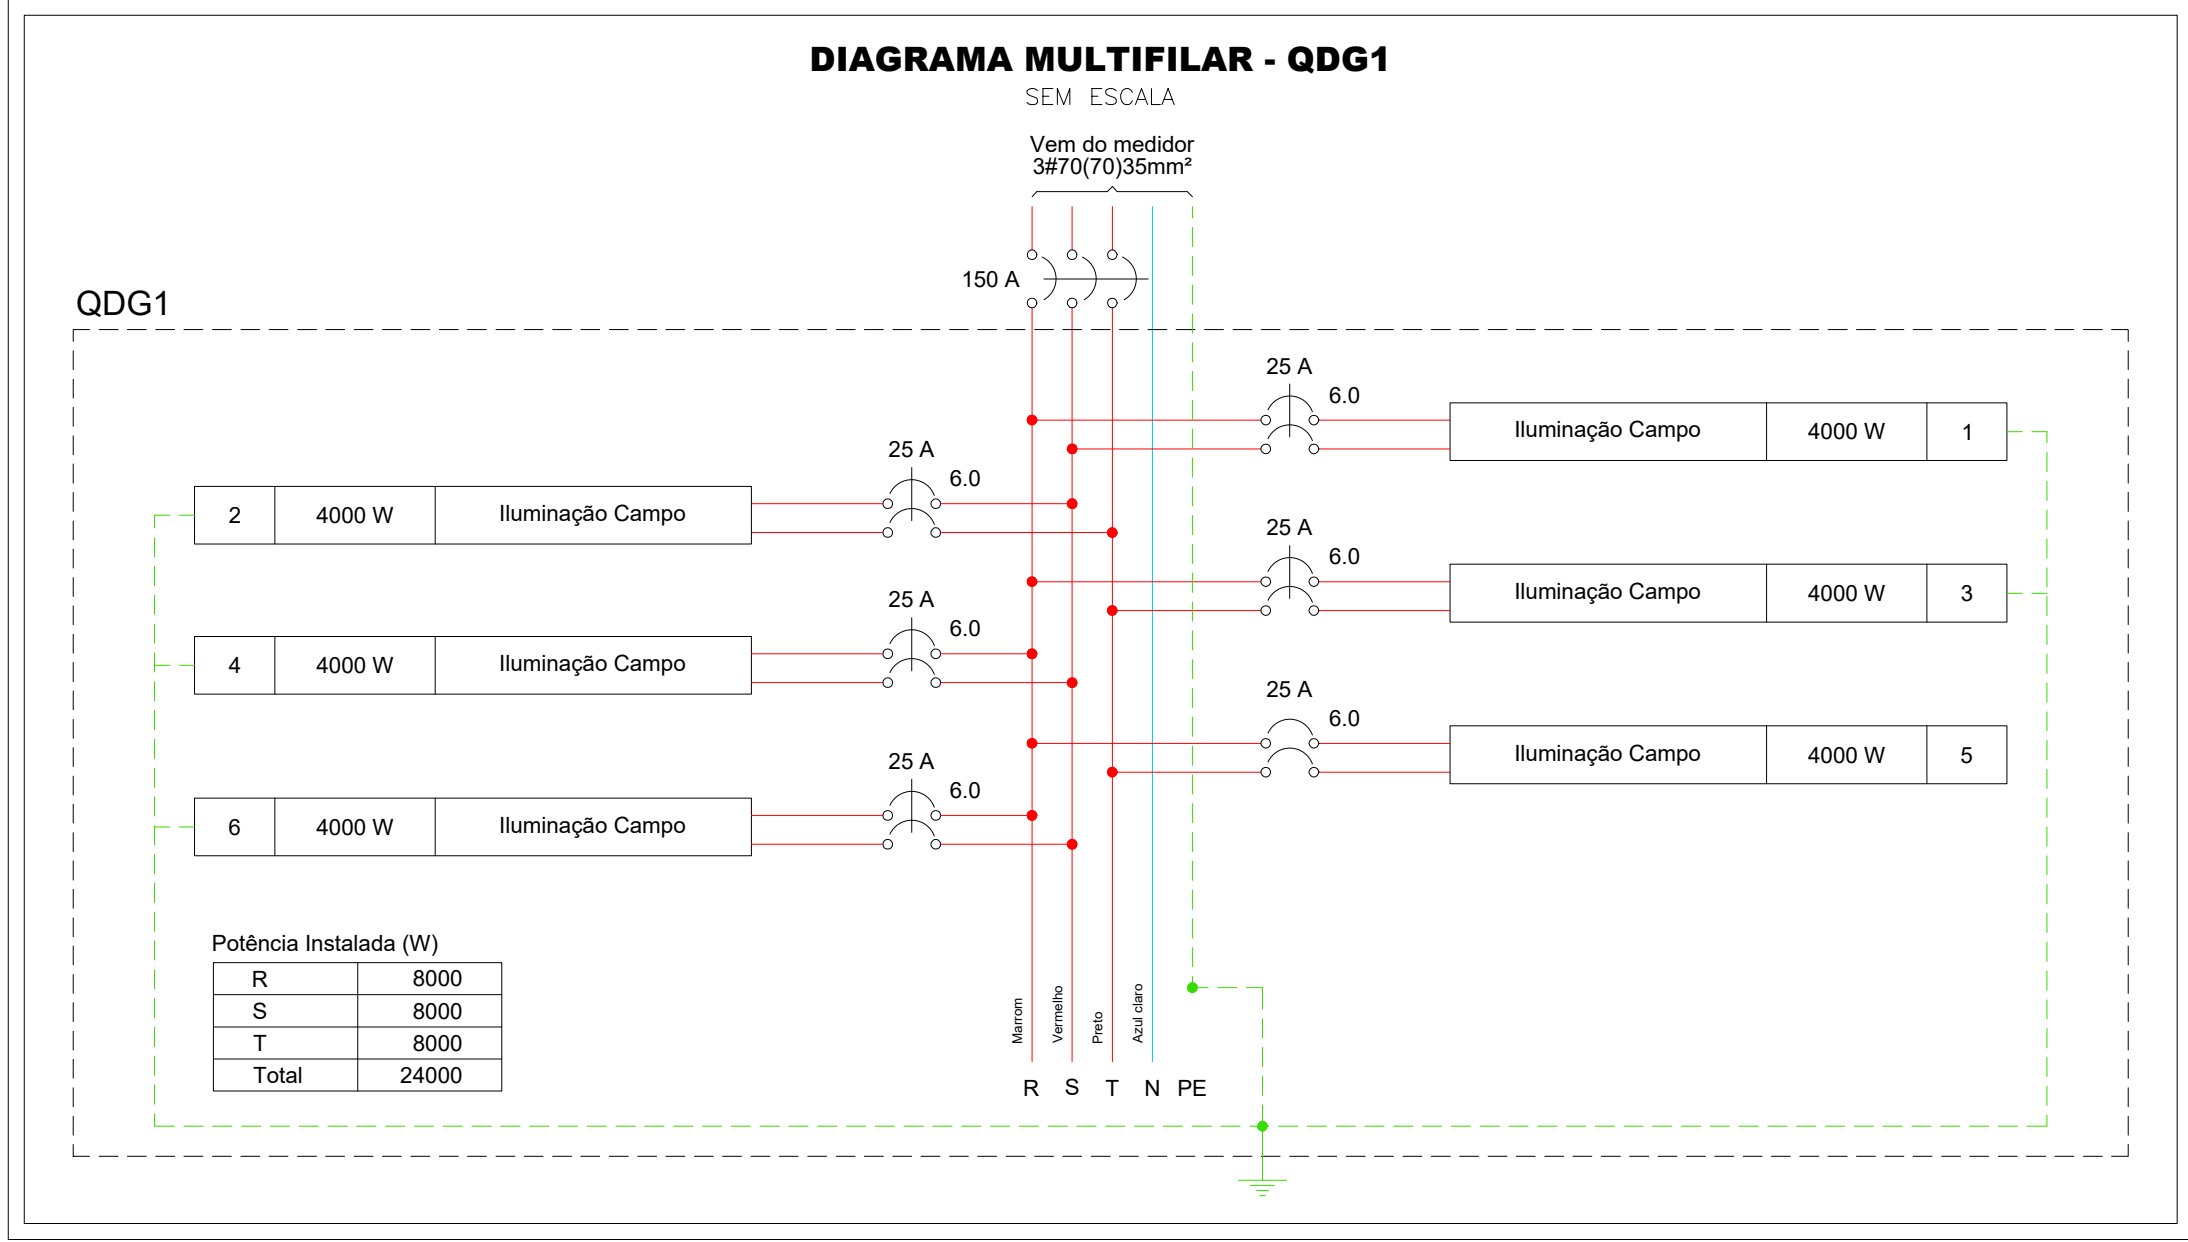 DIAGRAMA MULTIFILAR - QDG1
SEM ESCALA
Vem do medidor
3#70(70)35mm²
150 A
QDG1
25 A
6.0
Iluminação Campo 4000 W 1
25 A
6.0
2 4000 W Iluminação Campo
25 A
6.0
Iluminação Campo 4000 W 3
25 A
6.0
4 4000 W Iluminação Campo
25 A
6.0
Iluminação Campo 4000 W 5
25 A
6.0
6 4000 W Iluminação Campo
Potência Instalada (W)
R 8000
S 8000
T 8000
Total 24000
Marrom
Vermelho
Preto
Azul claro
R S T N PE